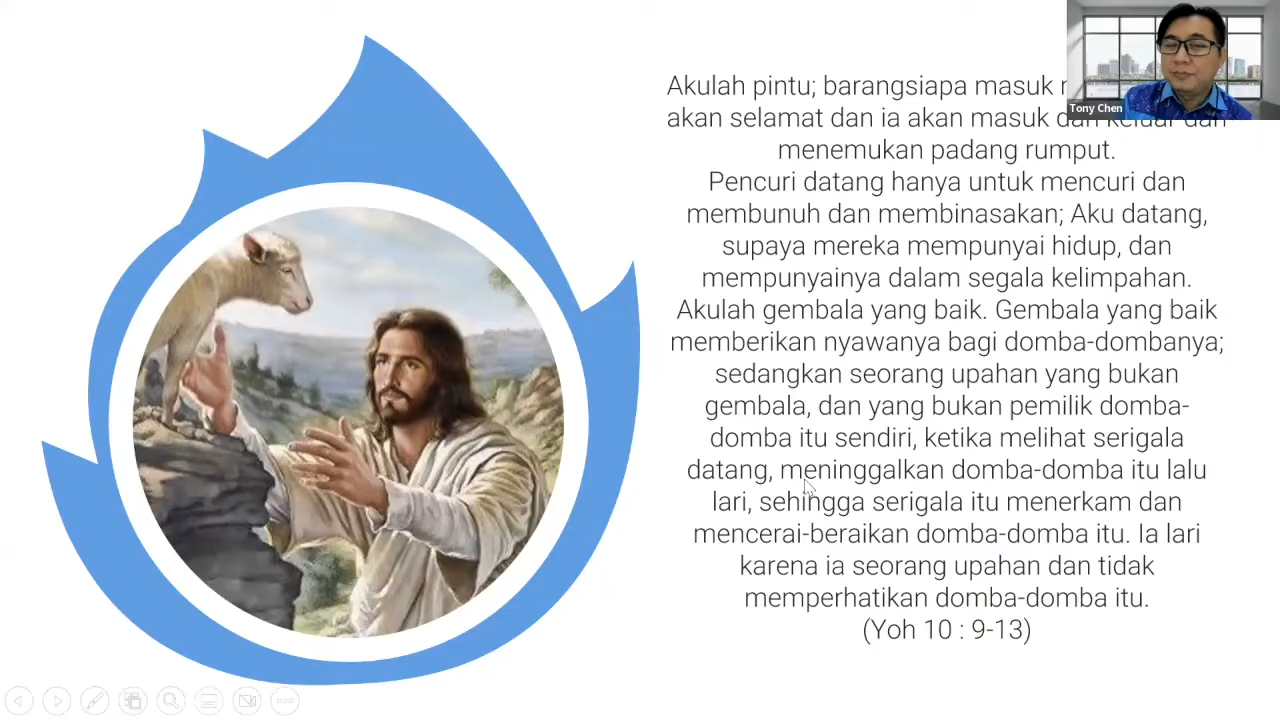 Akulah pintu; barangsiapa masuk
akan selamat dan ia akan masuk dan keluar dan
menemukan padang rumput.
Pencuri datang hanya untuk mencuri dan
membunuh dan membinasakan; Aku datang,
supaya mereka mempunyai hidup, dan
mempunyainya dalam segala kelimpahan.
Akulah gembala yang baik. Gembala yang baik
memberikan nyawanya bagi domba-dombanya;
sedangkan seorang upahan yang bukan
gembala, dan yang bukan pemilik domba-
domba itu sendiri, ketika melihat serigala
datang, meninggalkan domba-domba itu lalu
lari, sehingga serigala itu menerkam dan
mencerai-beraikan domba-domba itu. Ia lari
karena ia seorang upahan dan tidak
memperhatikan domba-domba itu.
(Yoh 10 : 9-13)
Tony Chen